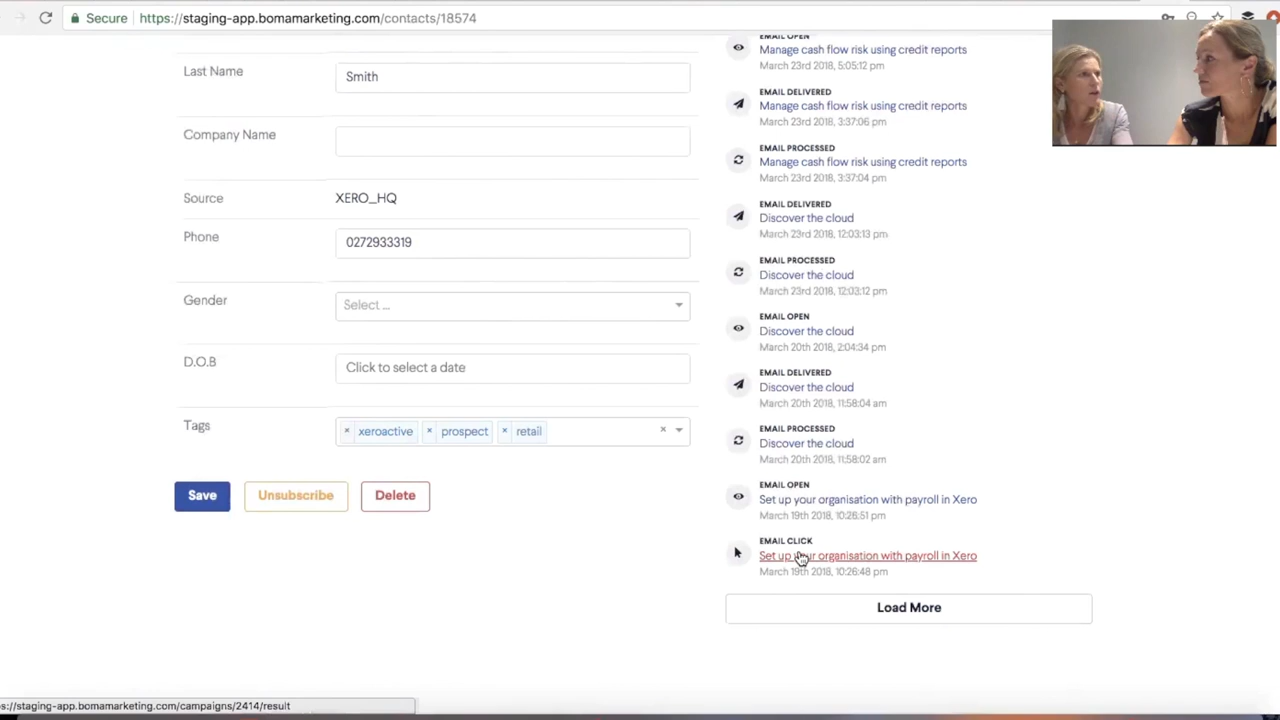 Secure https://staging-app.bomamarketing.com/contacts/18574
Last Name
Smith
Company Name
Source
XERO_HQ
Phone
0272933319
Gender
Select ...
D.O.B
Click to select a date
Tags
× xeroactive × prospect × retail ×
Save
Unsubscribe
Delete
EMAIL OPEN
Manage cash flow risk using credit reports
March 23rd 2018, 5:05:12 pm
EMAIL DELIVERED
Manage cash flow risk using credit reports
March 23rd 2018, 3:37:06 pm
EMAIL PROCESSED
Manage cash flow risk using credit reports
March 23rd 2018, 3:37:04 pm
EMAIL DELIVERED
Discover the cloud
March 23rd 2018, 12:03:13 pm
EMAIL PROCESSED
Discover the cloud
March 23rd 2018, 12:03:12 pm
EMAIL OPEN
Discover the cloud
March 20th 2018, 2:04:34 pm
EMAIL DELIVERED
Discover the cloud
March 20th 2018, 11:58:04 am
EMAIL PROCESSED
Discover the cloud
March 20th 2018, 11:58:02 am
EMAIL OPEN
Set up your organisation with payroll in Xero
March 19th 2018, 10:26:51 pm
EMAIL CLICK
Set up your organisation with payroll in Xero
March 19th 2018, 10:26:48 pm
Load More
s://staging-app.bomamarketing.com/campaigns/2414/result